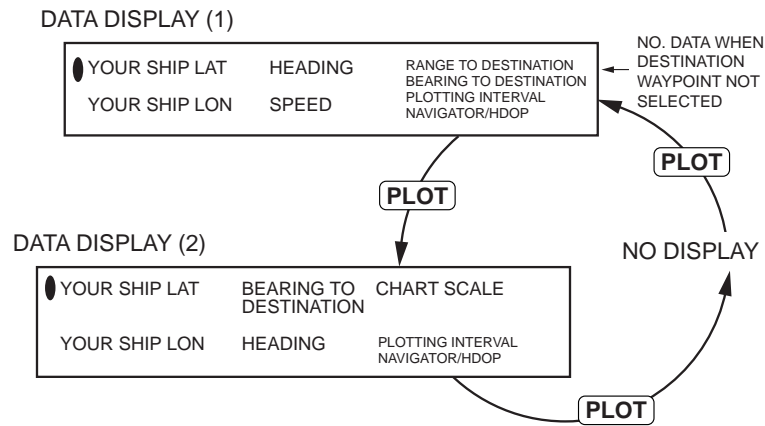 DATA DISPLAY (1)
YOUR SHIP LAT HEADING RANGE TO DESTINATION
BEARING TO DESTINATION
YOUR SHIP LON SPEED PLOTTING INTERVAL
NAVIGATOR/HDOP
NO. DATA WHEN
DESTINATION
WAYPOINT NOT
SELECTED
PLOT
PLOT
DATA DISPLAY (2)
NO DISPLAY
YOUR SHIP LAT BEARING TO CHART SCALE
DESTINATION
YOUR SHIP LON HEADING PLOTTING INTERVAL
NAVIGATOR/HDOP
PLOT